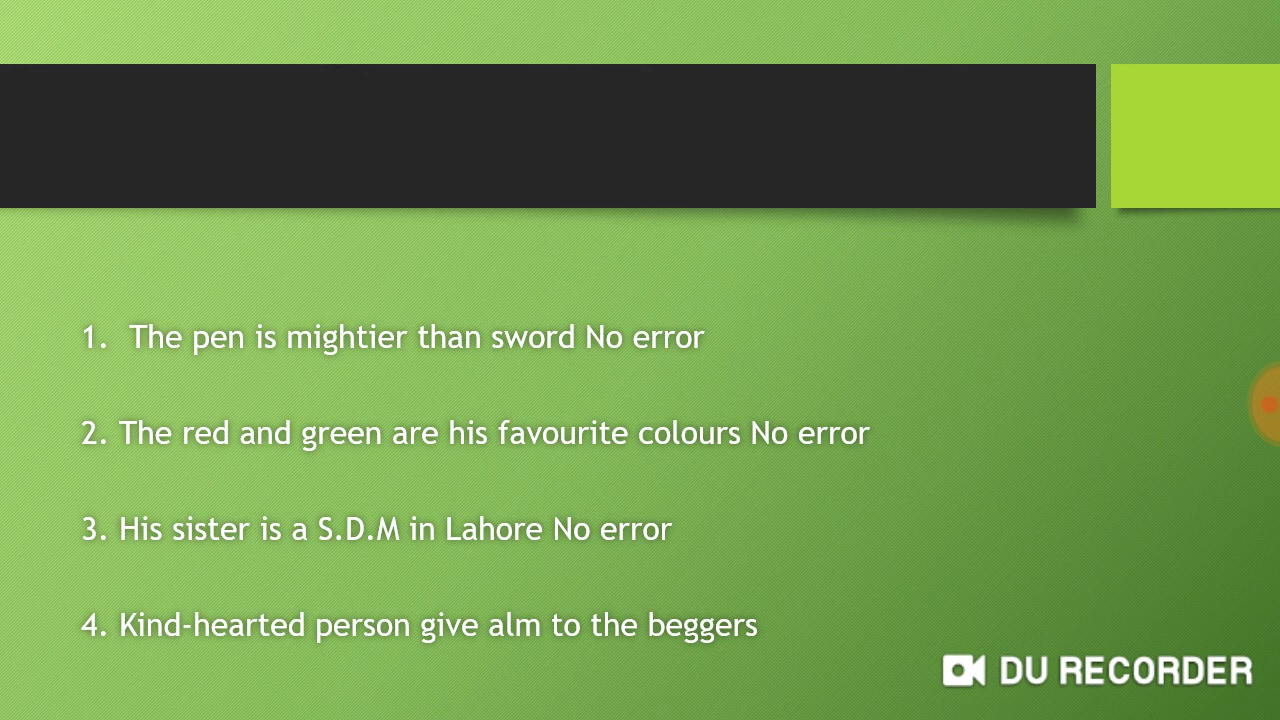 1. The pen is mightier than sword No error
2. The red and green are his favourite colours No error
3. His sister is a S.D.M in Lahore No error
4. Kind-hearted person give alm to the beggers
DU RECORDER